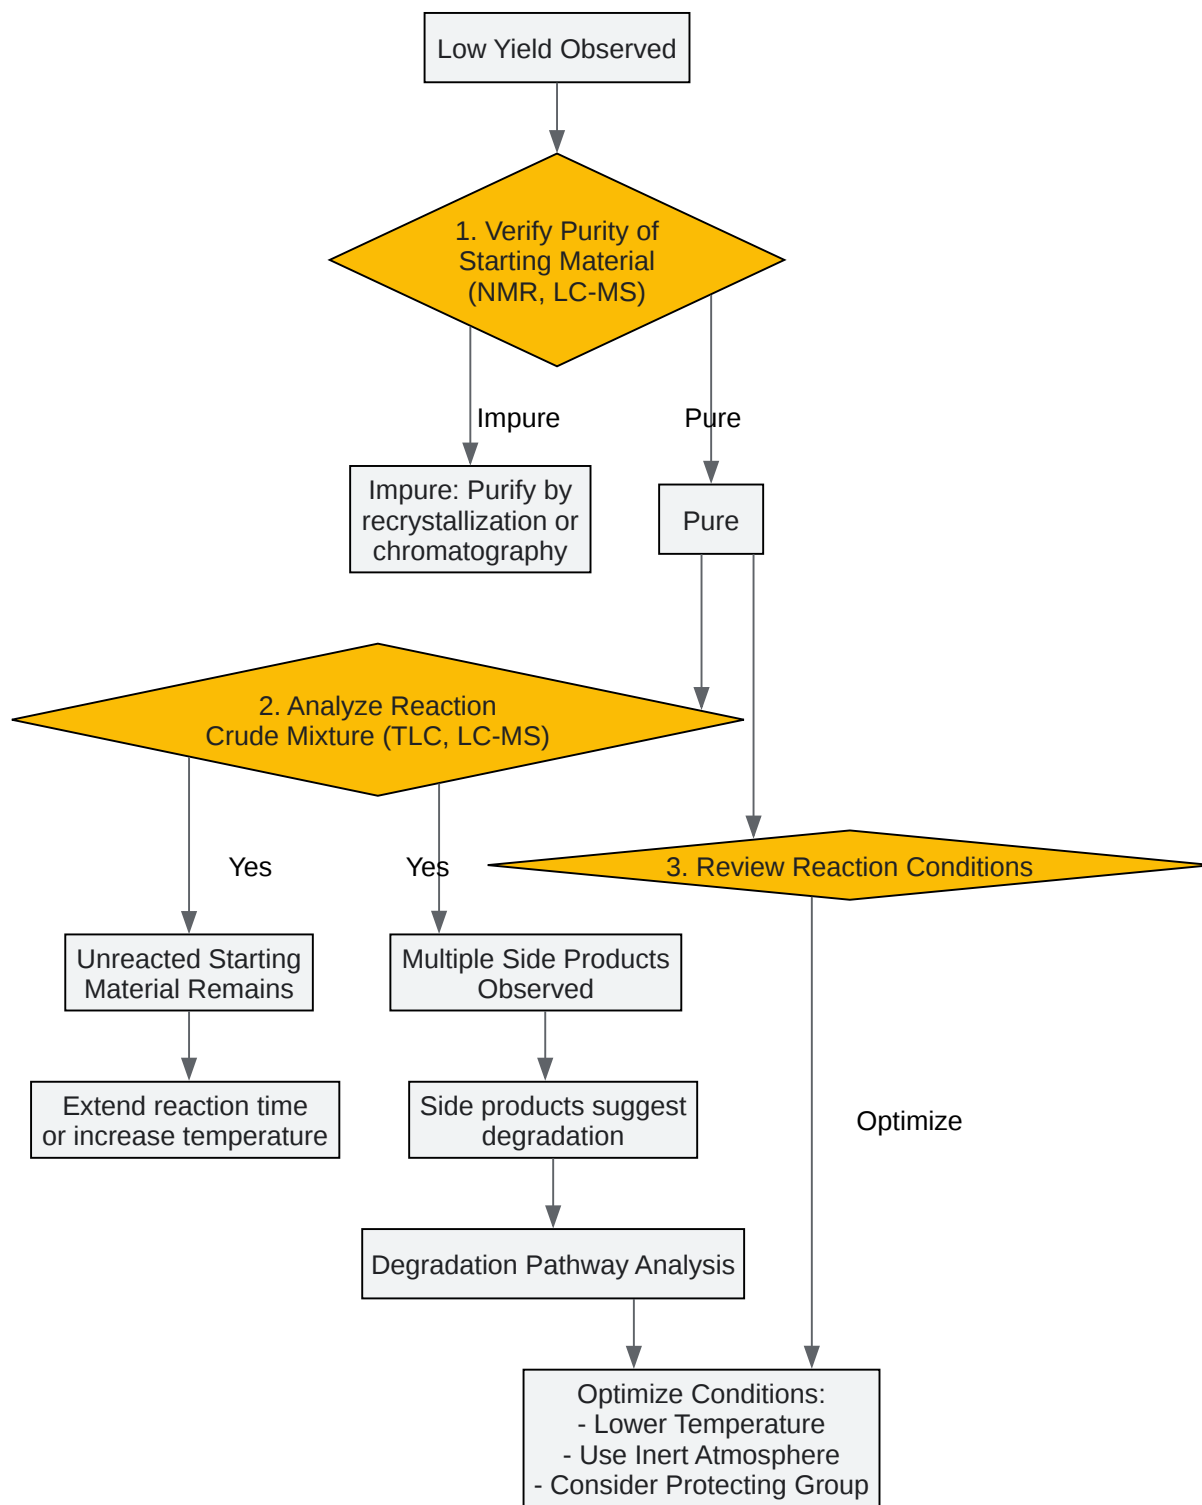 Low Yield Observed
1. Verify Purity of
Starting Material
(NMR, LC-MS)
Impure
Pure
Impure: Purify by
recrystallization or
chromatography
Pure
2. Analyze Reaction
Crude Mixture (TLC, LC-MS)
Yes
Yes
3. Review Reaction Conditions
Unreacted Starting
Material Remains
Multiple Side Products
Observed
Extend reaction time
or increase temperature
Side products suggest
degradation
Optimize
Degradation Pathway Analysis
Optimize Conditions:
- Lower Temperature
- Use Inert Atmosphere
- Consider Protecting Group